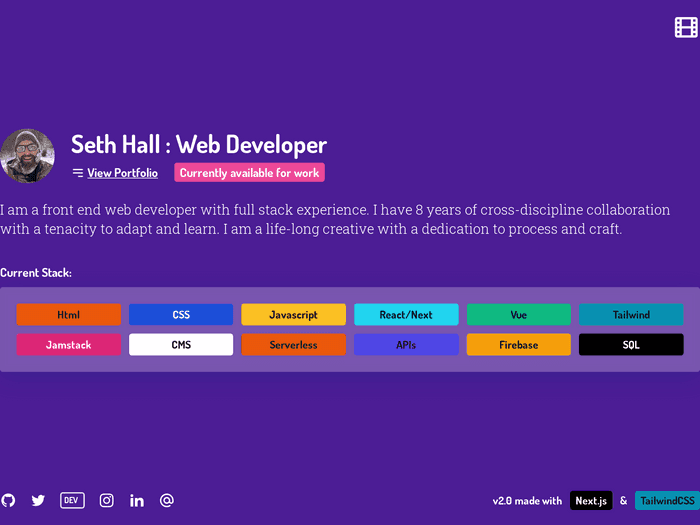 Seth Hall : Web Developer
View Portfolio
Currently available for work
I am a front end web developer with full stack experience. I have 8 years of cross-discipline collaboration
with a tenacity to adapt and learn. I am a life-long creative with a dedication to process and craft.
Current Stack:
Html CSS Javascript React/Next Vue Tailwind
Jamstack CMS Serverless APIs Firebase SQL
DEV
v2.0 made with Next.js & TailwindCSS